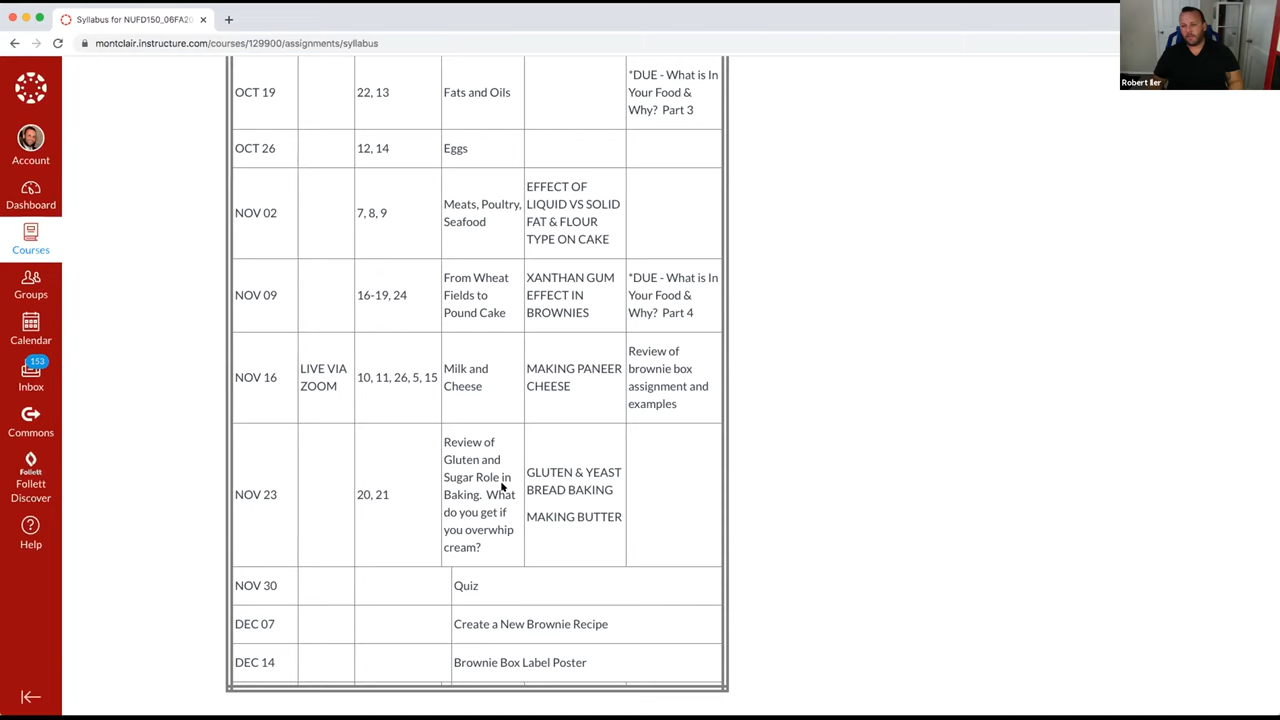 Syllabus for NUFD150_06FA20
montclair.instructure.com/courses/129900/assignments/syllabus
Robert Iler
Account
Dashboard
Courses
Groups
Calendar
153
Inbox
Commons
Follett
Follett
Discover
Help
OCT 19
22, 13
Fats and Oils
*DUE - What is In
Your Food &
Why? Part 3
OCT 26
12, 14
Eggs
NOV 02
7, 8, 9
Meats, Poultry,
Seafood
EFFECT OF
LIQUID VS SOLID
FAT & FLOUR
TYPE ON CAKE
NOV 09
16-19, 24
From Wheat
Fields to
Pound Cake
XANTHAN GUM
EFFECT IN
BROWNIES
*DUE - What is In
Your Food &
Why? Part 4
NOV 16
LIVE VIA
ZOOM
10, 11, 26, 5, 15
Milk and
Cheese
MAKING PANEER
CHEESE
Review of
brownie box
assignment and
examples
NOV 23
20, 21
Review of
Gluten and
Sugar Role in
Baking. What
do you get if
you overwhip
cream?
GLUTEN & YEAST
BREAD BAKING
MAKING BUTTER
NOV 30
Quiz
DEC 07
Create a New Brownie Recipe
DEC 14
Brownie Box Label Poster